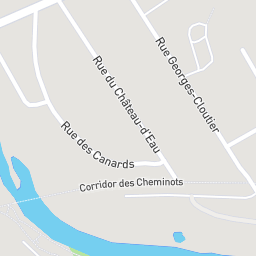 Rue Georges-Cloutier
Rue du Château-d'Eau
Rue des Canards
Corridor des Cheminots